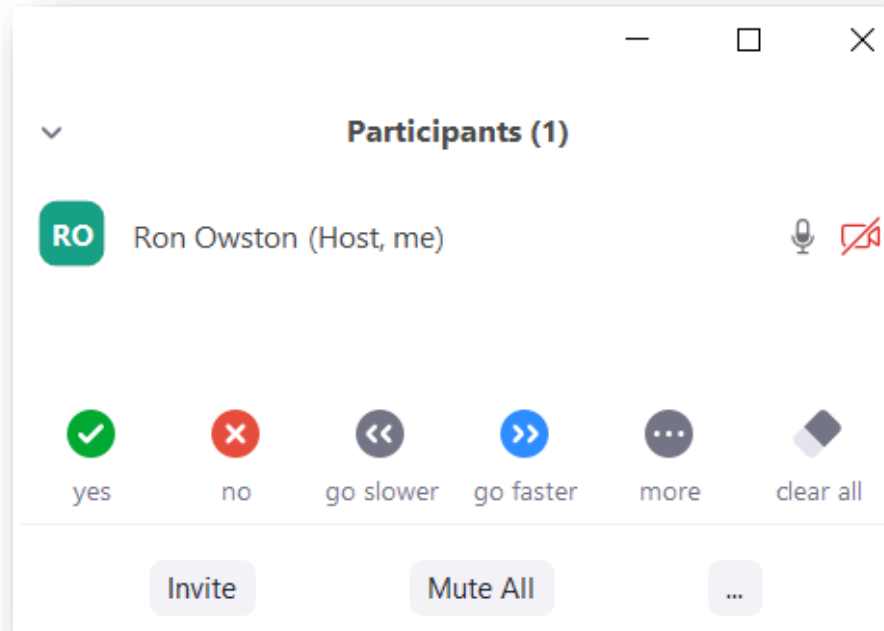 Participants (1)
RO Ron Owston (Host, me)
yes no go slower go faster more clear all
Invite Mute All ...